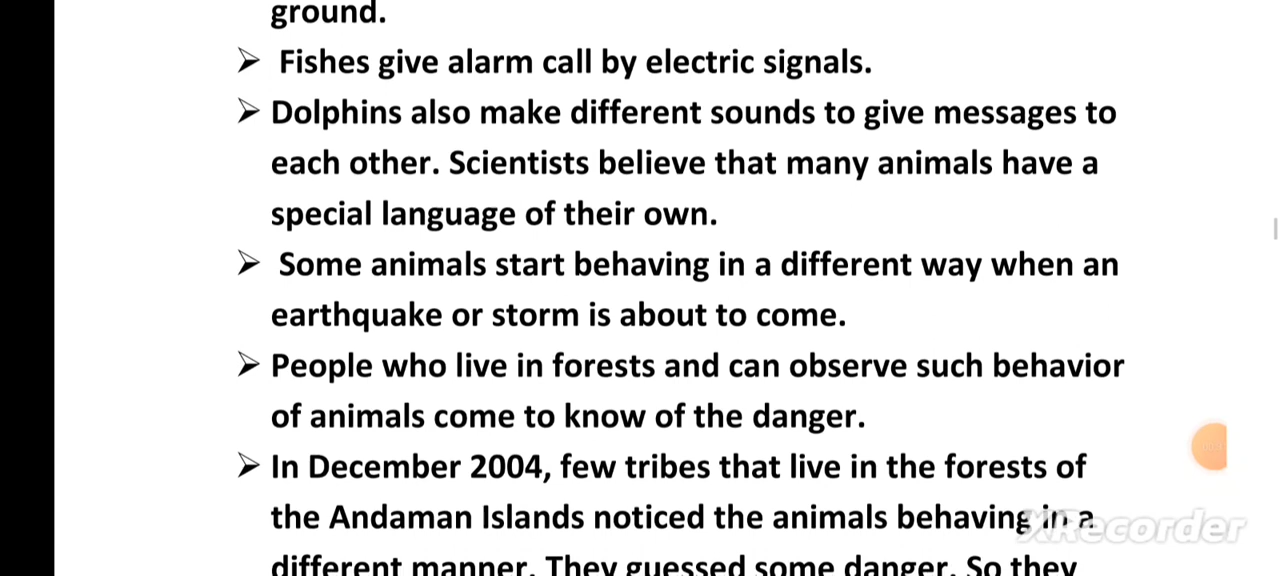 ground.
➢ Fishes give alarm call by electric signals.
➢ Dolphins also make different sounds to give messages to
each other. Scientists believe that many animals have a
special language of their own.
➢ Some animals start behaving in a different way when an
earthquake or storm is about to come.
➢ People who live in forests and can observe such behavior
of animals come to know of the danger.
➢ In December 2004, few tribes that live in the forests of
the Andaman Islands noticed the animals behaving in a
XRecorder
different manner. They guessed some danger. So they